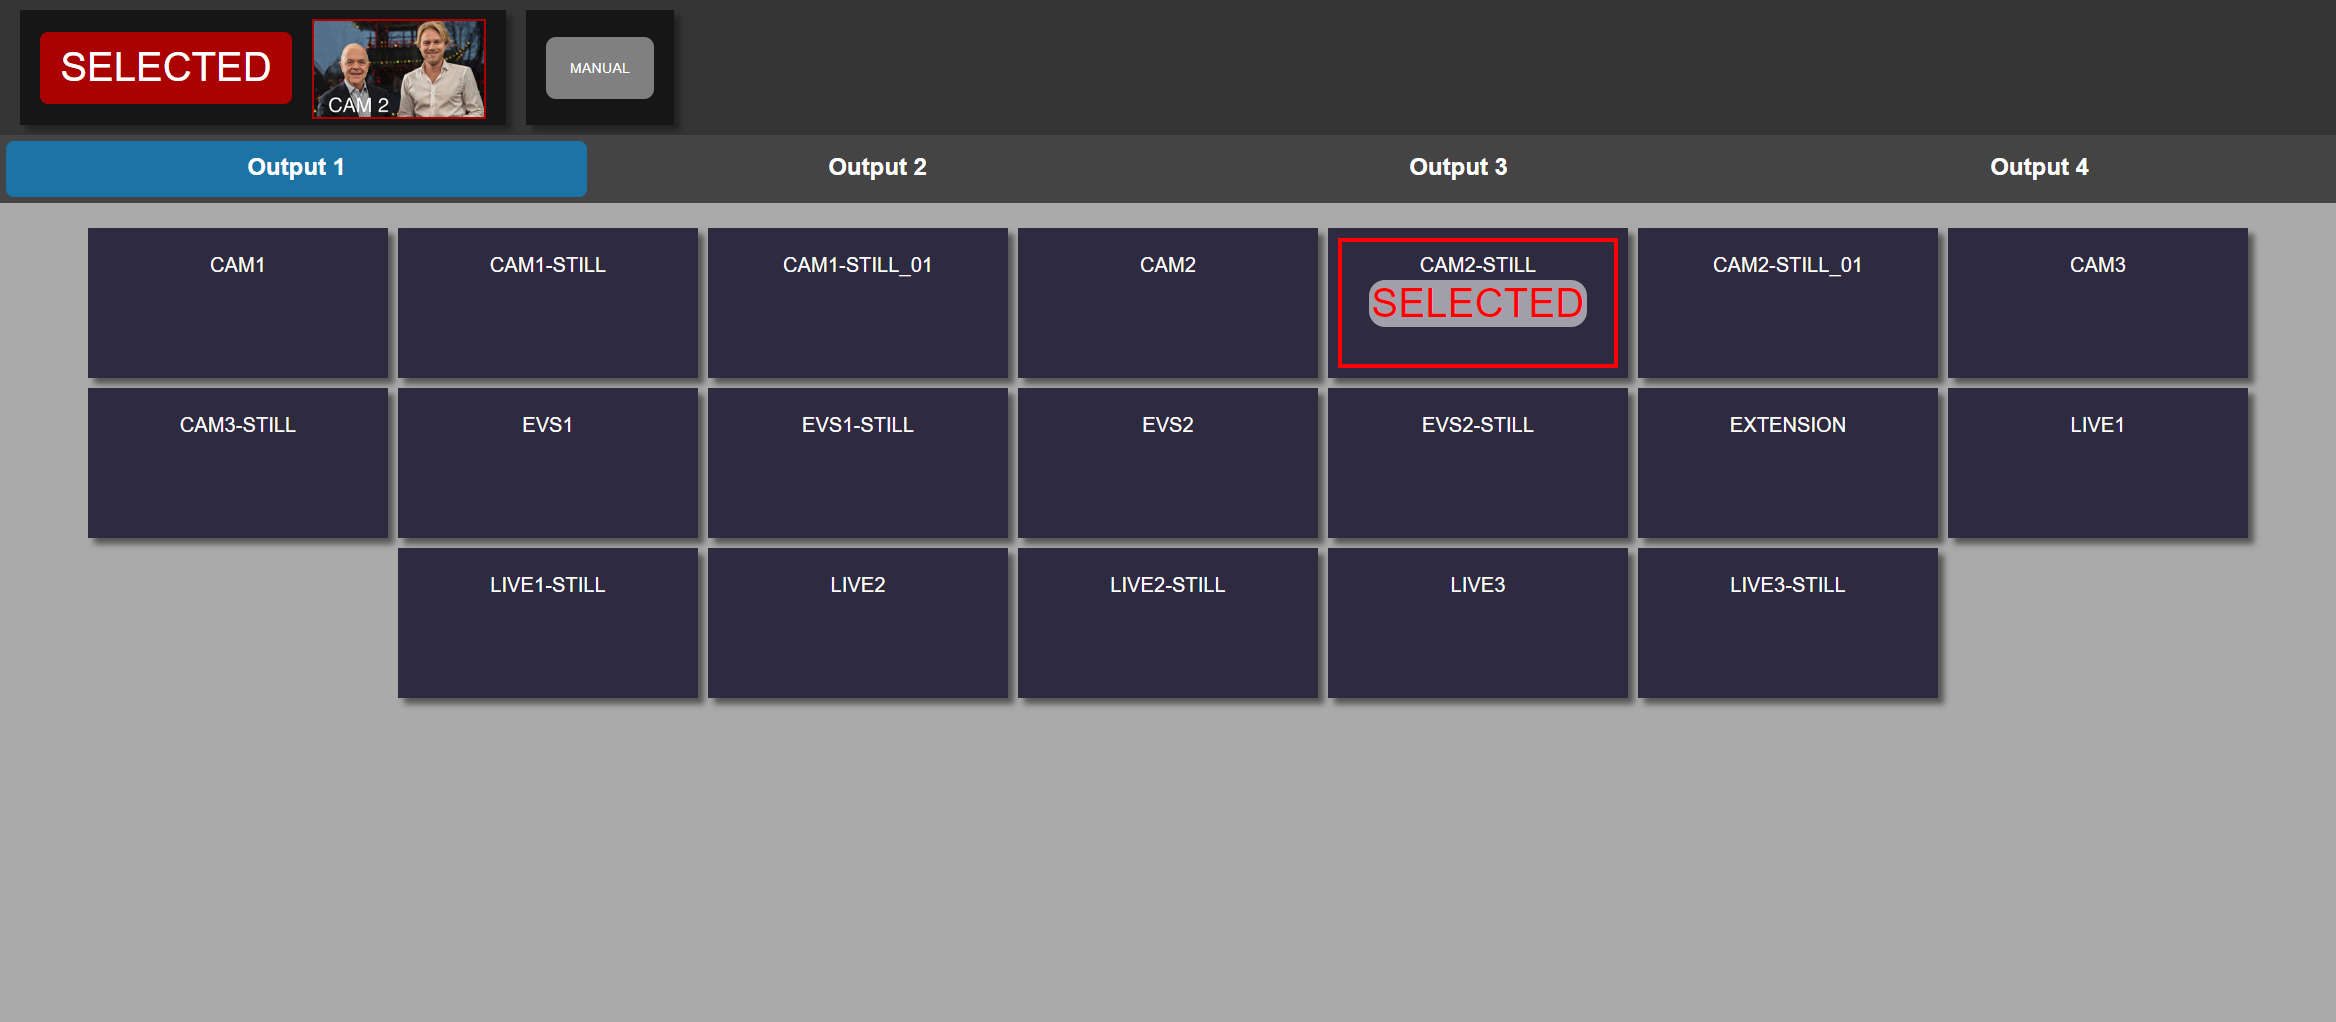 SELECTED
CAM 2
MANUAL
Output 1
Output 2
Output 3
Output 4
CAM1
CAM1-STILL
CAM1-STILL_01
CAM2
CAM2-STILL
SELECTED
CAM2-STILL_01
CAM3
CAM3-STILL
EVS1
EVS1-STILL
EVS2
EVS2-STILL
EXTENSION
LIVE1
LIVE1-STILL
LIVE2
LIVE2-STILL
LIVE3
LIVE3-STILL